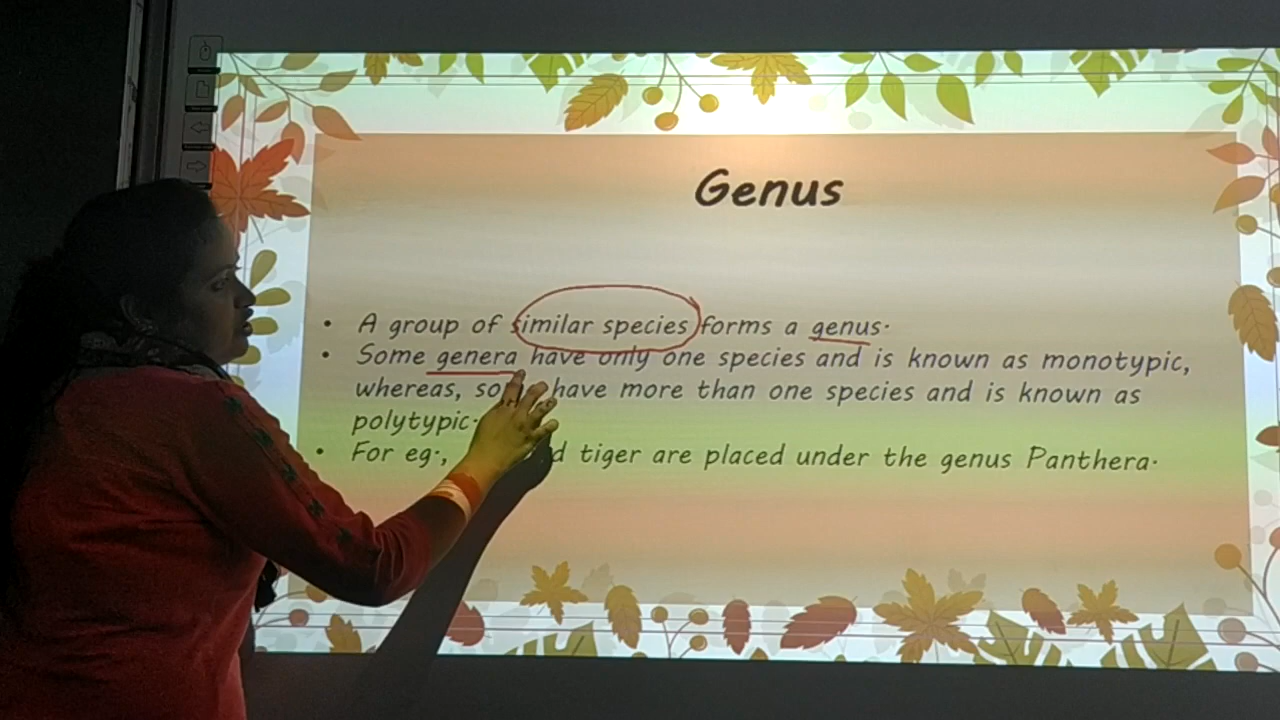 Genus
• A group of similar species forms a genus.
• Some genera have only one species and is known as monotypic,
whereas, some have more than one species and is known as
polytypic.
• For eg., tiger are placed under the genus Panthera.